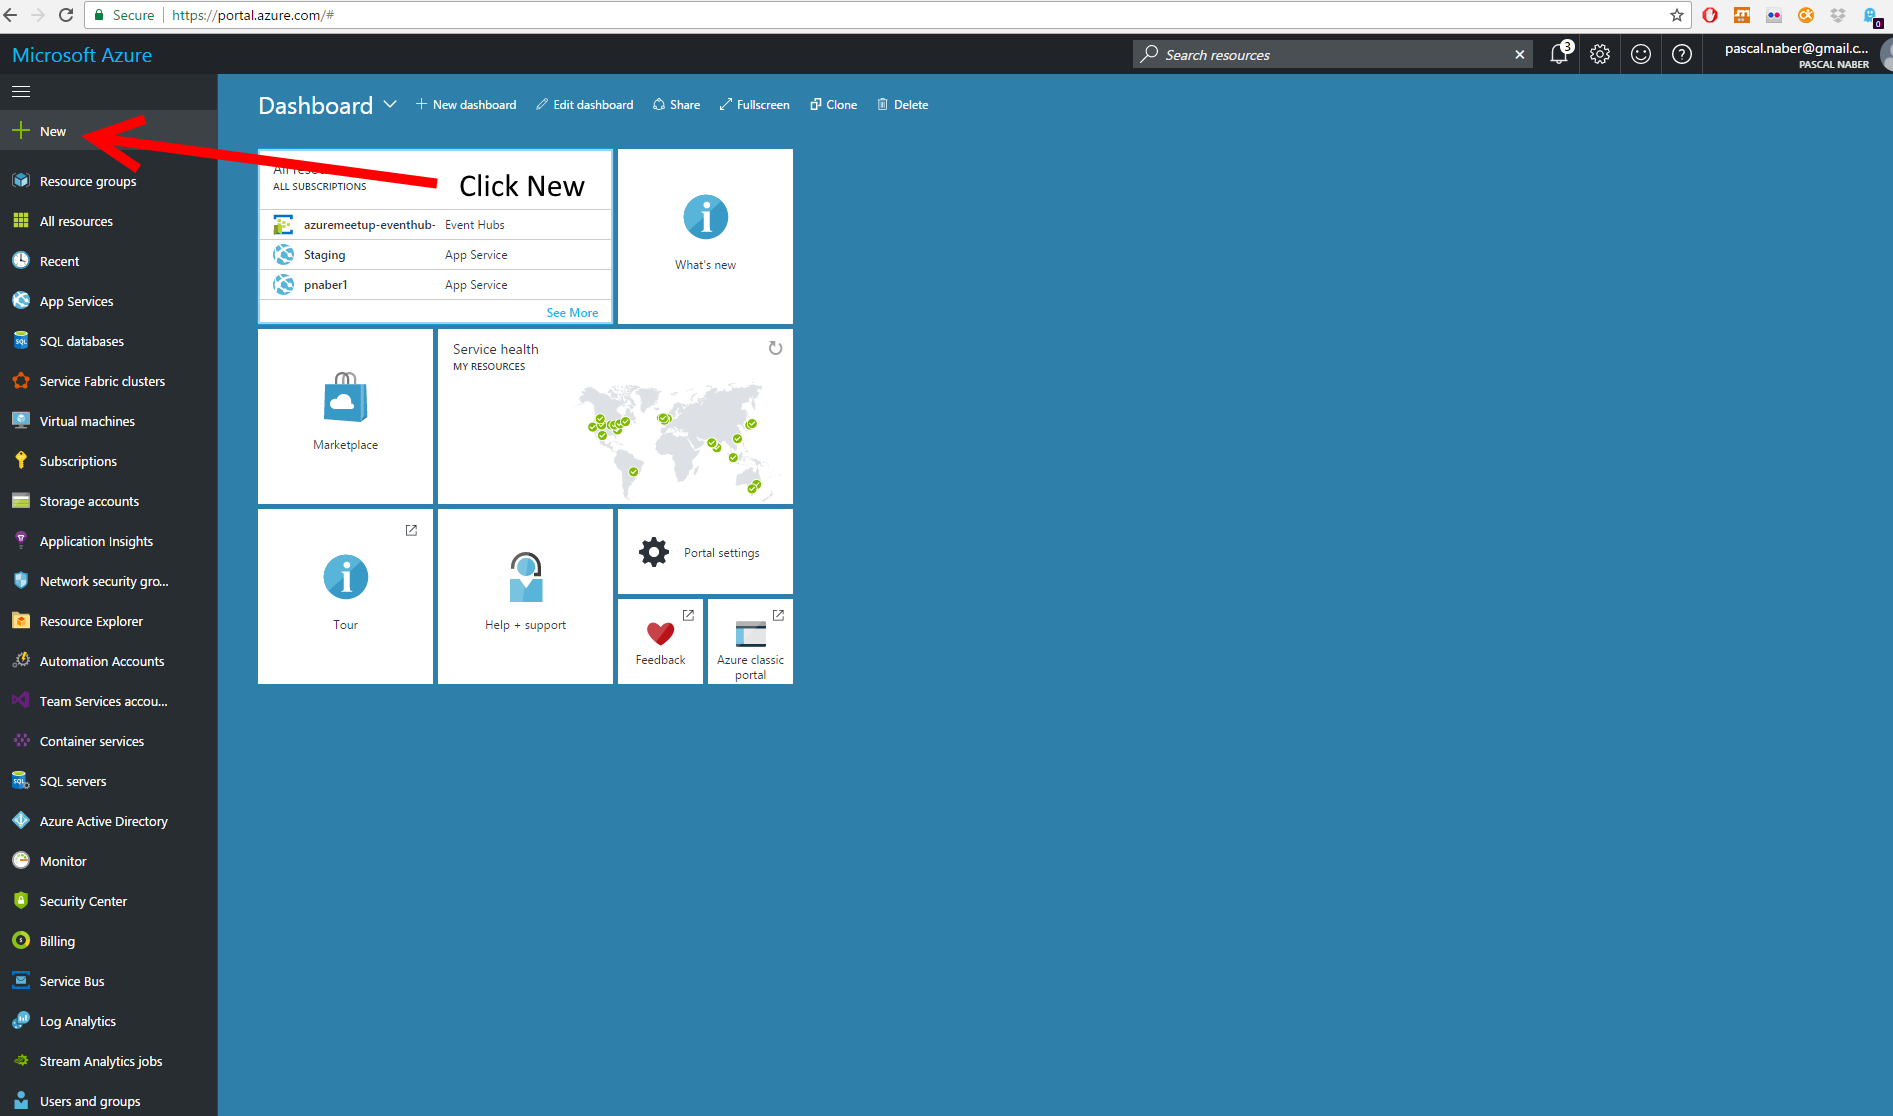 Secure https://portal.azure.com/#
0
Microsoft Azure
Search resources
3
pascal.naber@gmail.c...
PASCAL NABER
New
Resource groups
All resources
Recent
App Services
SQL databases
Service Fabric clusters
Virtual machines
Subscriptions
Storage accounts
Application Insights
Network security gro...
Resource Explorer
Automation Accounts
Team Services accou...
Container services
SQL servers
Azure Active Directory
Monitor
Security Center
Billing
Service Bus
Log Analytics
Stream Analytics jobs
Users and groups
Dashboard
New dashboard
Edit dashboard
Share
Fullscreen
Clone
Delete
All
ALL SUBSCRIPTIONS
Click New
azuremeetup-eventhub- Event Hubs
Staging App Service
pnaber1 App Service
See More
What's new
Marketplace
Service health
MY RESOURCES
Tour
Help + support
Portal settings
Feedback
Azure classic
portal